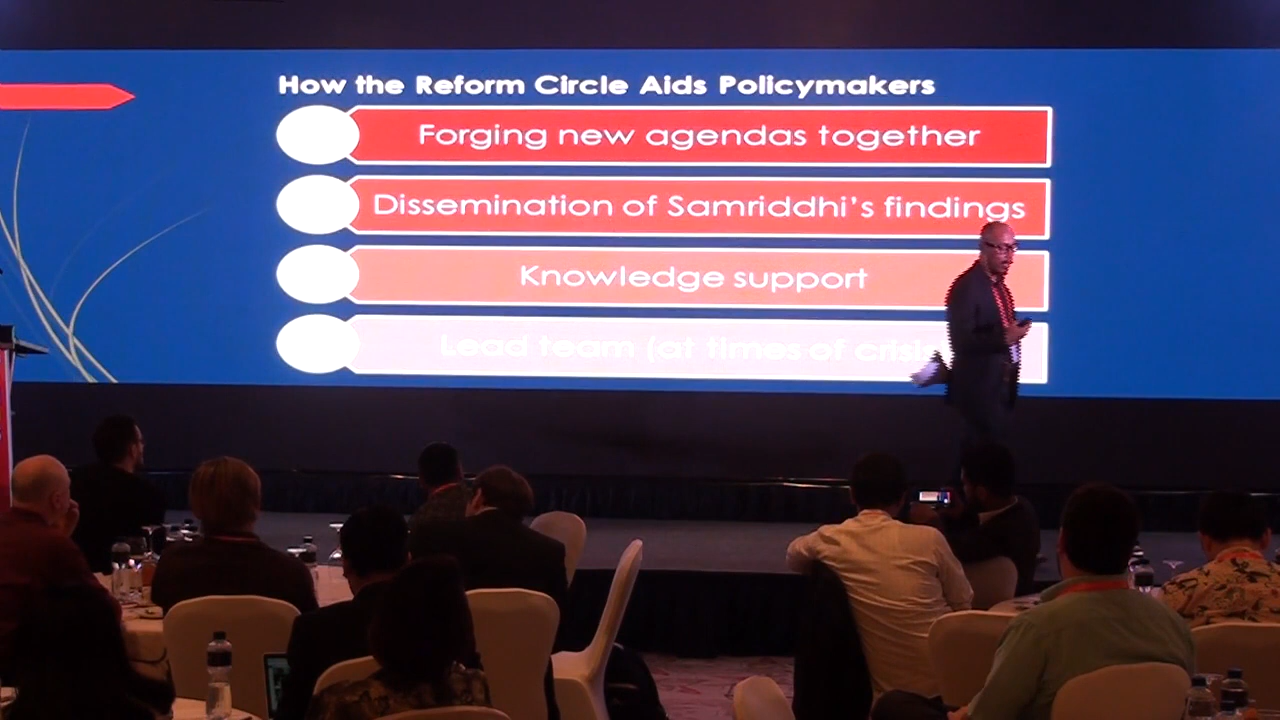 How the Reform Circle Aids Policymakers
Forging new agendas together
Dissemination of Samriddhi's findings
Knowledge support
Lead team (at times of crisis